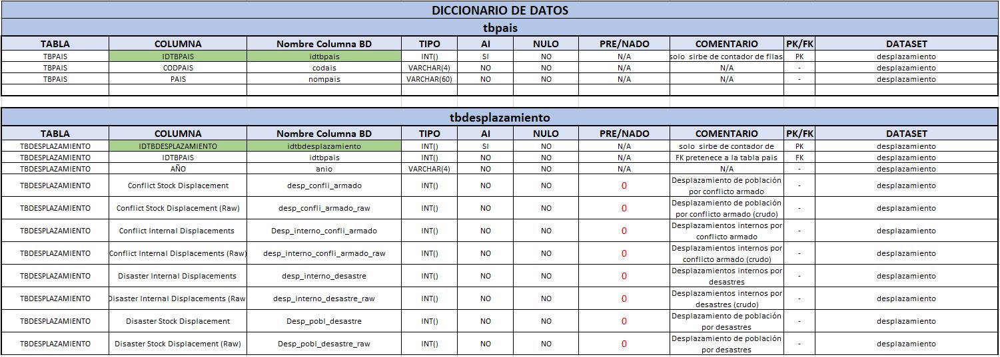 DICCIONARIO DE DATOS
tbpais
TABLA COLUMNA Nombre Columna BD TIPO AI NULO PRE/NADO COMENTARIO PK/FK DATASET
TBPAIS IDTBPAIS idtbpais INT() SI NO N/A solo sirbe de contador de filas PK desplazamiento
TBPAIS CODPAIS codais VARCHAR(4) NO NO N/A N/A - desplazamiento
TBPAIS PAIS nompais VARCHAR(60) NO NO N/A N/A - desplazamiento
tbdesplazamiento
TABLA COLUMNA Nombre Columna BD TIPO AI NULO PRE/NADO COMENTARIO PK/FK DATASET
TBDESPLAZAMIENTO IDTBDESPLAZAMIENTO idtbdesplazamiento INT() SI NO N/A solo sirbe de contador de PK desplazamiento
TBDESPLAZAMIENTO IDTBPAIS idtbpais INT() NO NO N/A FK pretenece a la tabla pais FK desplazamiento
TBDESPLAZAMIENTO AÑO anio VARCHAR(4) NO NO N/A N/A - desplazamiento
TBDESPLAZAMIENTO Conflict Stock Displacement desp_confli_armado INT() NO NO 0 Desplazamiento de población
por conflicto armado - desplazamiento
TBDESPLAZAMIENTO Conflict Stock Displacement (Raw) desp_confli_armado_raw INT() NO NO 0 Desplazamiento de población
por conflicto armado (crudo) - desplazamiento
TBDESPLAZAMIENTO Conflict Internal Displacements Desp_interno_confli_armado INT() NO NO 0 Desplazamientos internos por
conflicto armado - desplazamiento
TBDESPLAZAMIENTO Conflict Internal Displacements (Raw) desp_interno_confli_armado_raw INT() NO NO 0 Desplazamientos internos por
conflicto armado (crudo) - desplazamiento
TBDESPLAZAMIENTO Disaster Internal Displacements desp_interno_desastre INT() NO NO 0 Desplazamientos internos por
desastres - desplazamiento
TBDESPLAZAMIENTO Disaster Internal Displacements (Raw desp_interno_desastre_raw INT() NO NO 0 Desplazamientos internos por
desastres (crudo) - desplazamiento
TBDESPLAZAMIENTO Disaster Stock Displacement Desp_pobl_desastre INT() NO NO 0 Desplazamiento de población
por desastres - desplazamiento
TBDESPLAZAMIENTO Disaster Stock Displacement (Raw) Desp_pobl_desastre_raw INT() NO NO 0 Desplazamiento de población
por desastres - desplazamiento